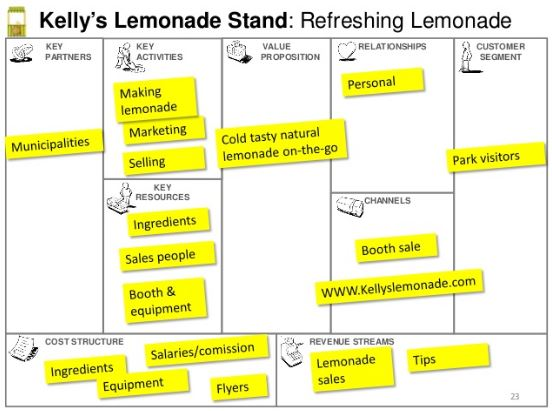 Kelly's Lemonade Stand: Refreshing Lemonade
KEY
PARTNERS
Municipalities
KEY
ACTIVITIES
Making
lemonade
Marketing
Selling
KEY
RESOURCES
Ingredients
Sales people
Booth &
equipment
VALUE
PROPOSITION
Cold tasty natural
lemonade on-the-go
RELATIONSHIPS
Personal
CHANNELS
Booth sale
WWW.Kellyslemonade.com
CUSTOMER
SEGMENT
Park visitors
COST STRUCTURE
Ingredients
Salaries/comission
Equipment
Flyers
REVENUE STREAMS
Lemonade
sales
Tips
23